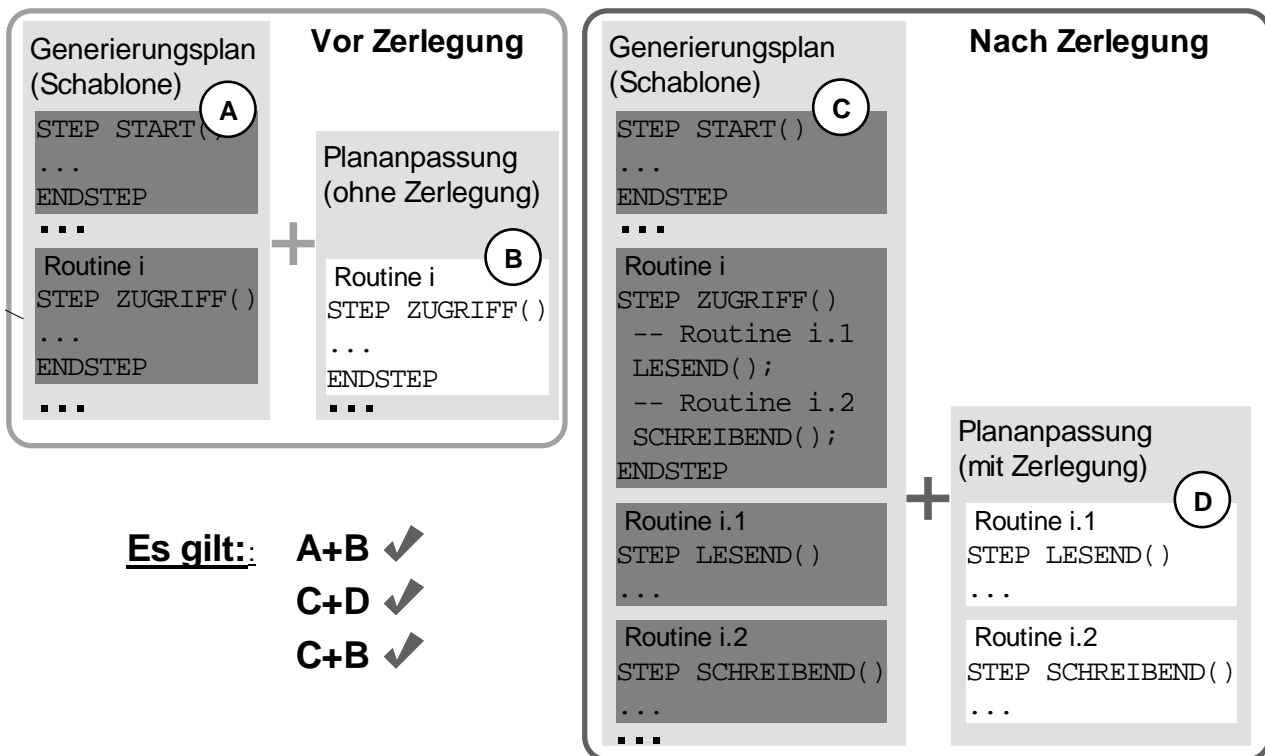 Vor Zerlegung
Generierungsplan
(Schablone)
A
STEP START()
...
ENDSTEP
...
Routine i
STEP ZUGRIFF()
...
ENDSTEP
...
+
Plananpassung
(ohne Zerlegung)
B
Routine i
STEP ZUGRIFF()
...
ENDSTEP
...
Nach Zerlegung
Generierungsplan
(Schablone)
C
STEP START()
...
ENDSTEP
...
Routine i
STEP ZUGRIFF()
-- Routine i.1
LESEND();
-- Routine i.2
SCHREIBEND();
ENDSTEP
Routine i.1
STEP LESEND()
...
Routine i.2
STEP SCHREIBEND()
...
...
+
Plananpassung
(mit Zerlegung)
D
Routine i.1
STEP LESEND()
...
Routine i.2
STEP SCHREIBEND()
...
Es gilt:: A+B ✓
C+D ✓
C+B ✓